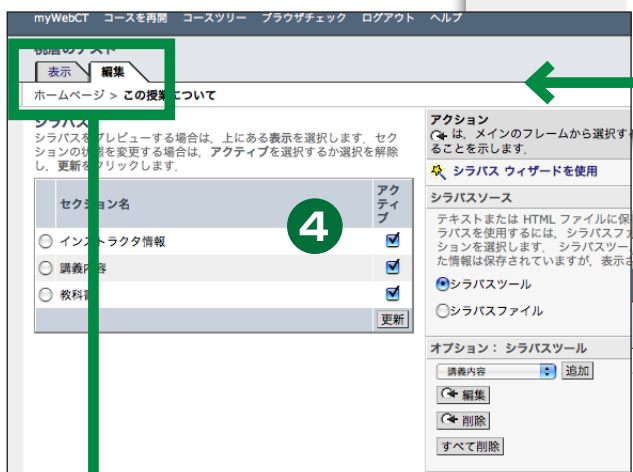 myWebCT コースを再開 コースツリー ブラウザチェック ログアウト ヘルプ
のテスト
表示 編集
ホームページ > この授業について
シラバス
シラバスをプレビューする場合は，上にある表示を選択します． セク
ションの状態を変更する場合は，アクティブを選択するか選択を解除
し，更新をクリックします．
セクション名
アク
ティ
ブ
インストラクタ情報
講義内容
教科書
更新
4
アクション
は，メインのフレームから選択す
ることを示します．
シラバス ウィザードを使用
シラバスソース
テキストまたは HTML ファイルに保
ラバスを使用するには，シラバスフ
ションを選択します． シラバスツー
た情報は保存されていますが，表示さ
シラバスツール
シラバスファイル
オプション： シラバスツール
講義内容 追加
編集
削除
すべて削除